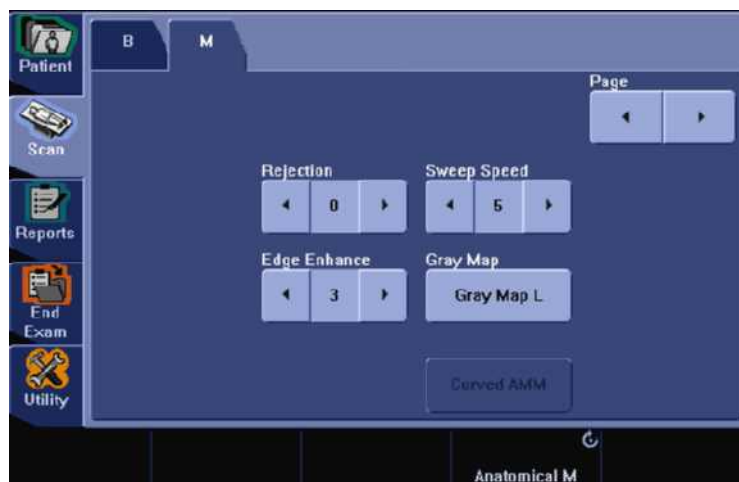 Patient
B
M
Page
Scan
Rejection
Sweep Speed
0
5
Reports
Edge Enhance
Gray Map
3
Gray Map L
End
Exam
Curved AMM
Utility
Anatomical M